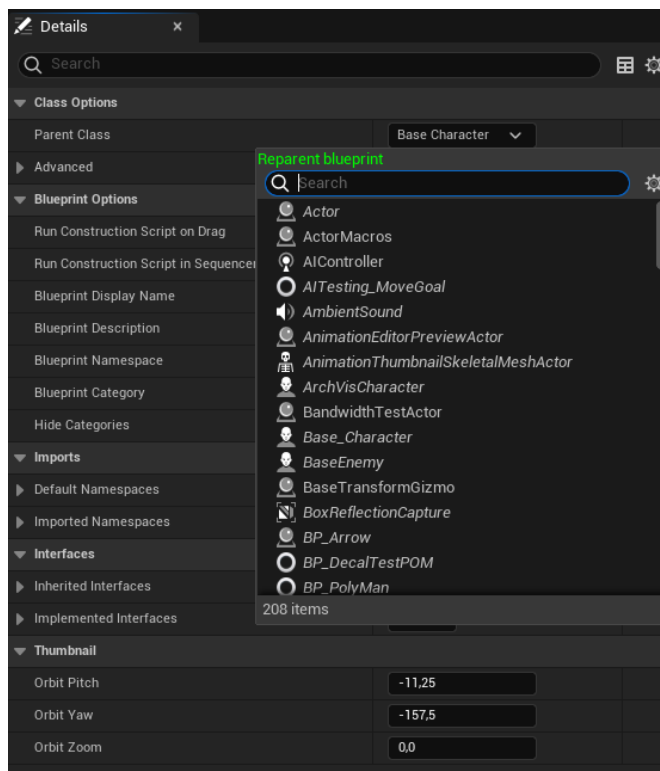 Details
Search
Class Options
Parent Class
Base Character
Reparent blueprint
Advanced
Search
Blueprint Options
Actor
Run Construction Script on Drag
ActorMacros
Run Construction Script in Sequencer
AIController
AITesting_MoveGoal
Blueprint Display Name
AmbientSound
Blueprint Description
AnimationEditorPreviewActor
Blueprint Namespace
AnimationThumbnailSkeletalMeshActor
Blueprint Category
ArchVisCharacter
BandwidthTestActor
Hide Categories
Base_Character
Imports
BaseEnemy
Default Namespaces
BaseTransformGizmo
Imported Namespaces
BoxReflectionCapture
BP_Arrow
Interfaces
BP_DecalTestPOM
Inherited Interfaces
BP_PolyMan
208 items
Implemented Interfaces
Thumbnail
Orbit Pitch
-11,25
Orbit Yaw
-157,5
Orbit Zoom
0,0